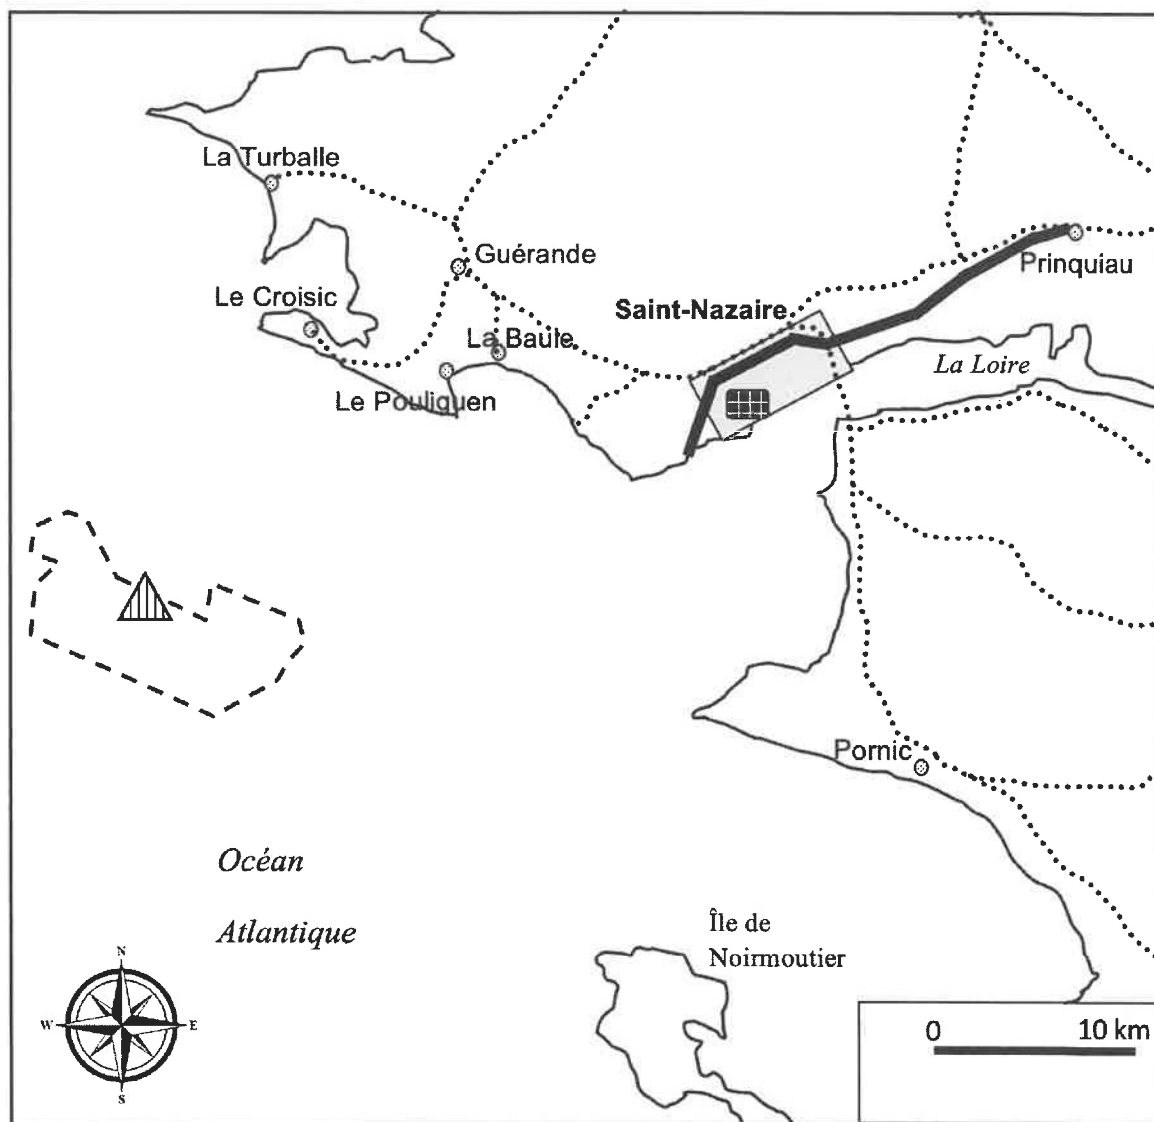 La Turballe
Guérande
Prinquiau
Le Croisic
Saint-Nazaire
La Baule
La Loire
Le Pouliquen
Pornic
Océan
Atlantique
Île de
Noirmoutier
N
W
E
S
0
10 km